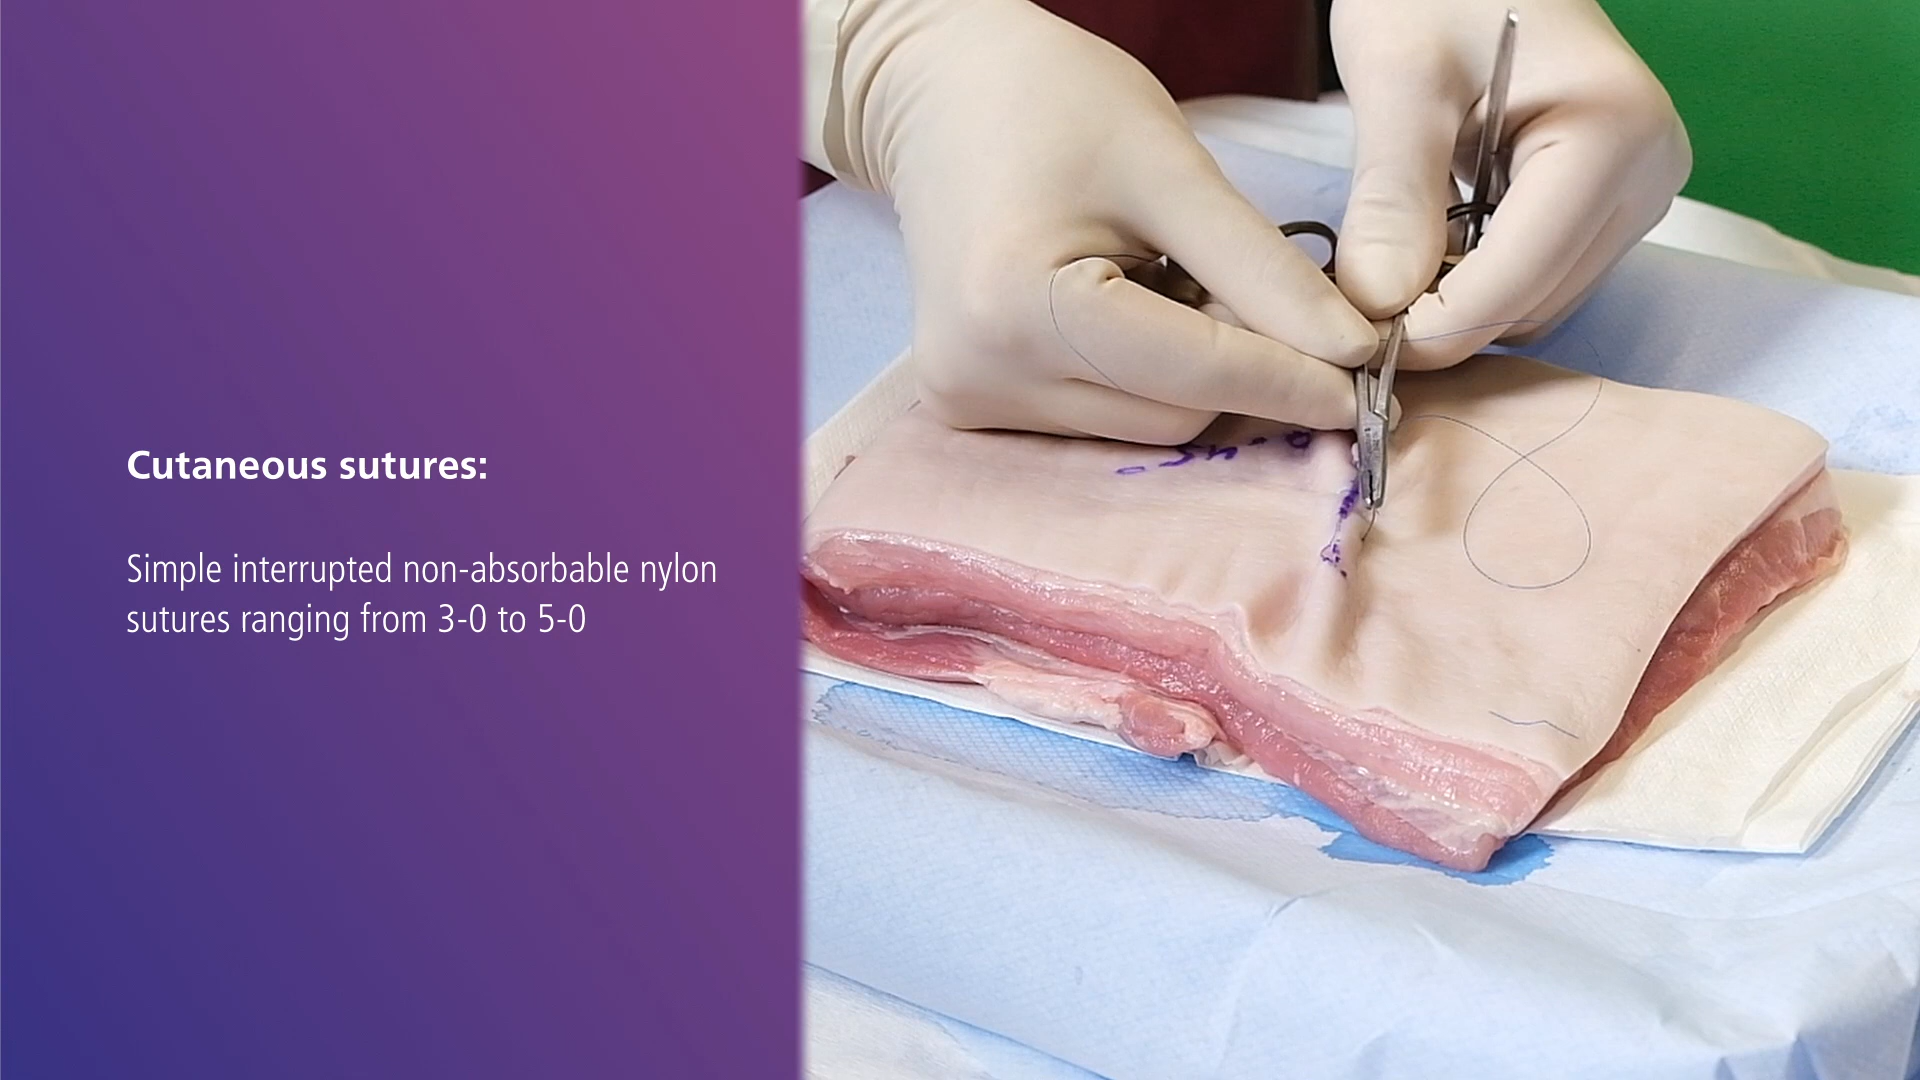 Cutaneous sutures:
Simple interrupted non-absorbable nylon
sutures ranging from 3-0 to 5-0